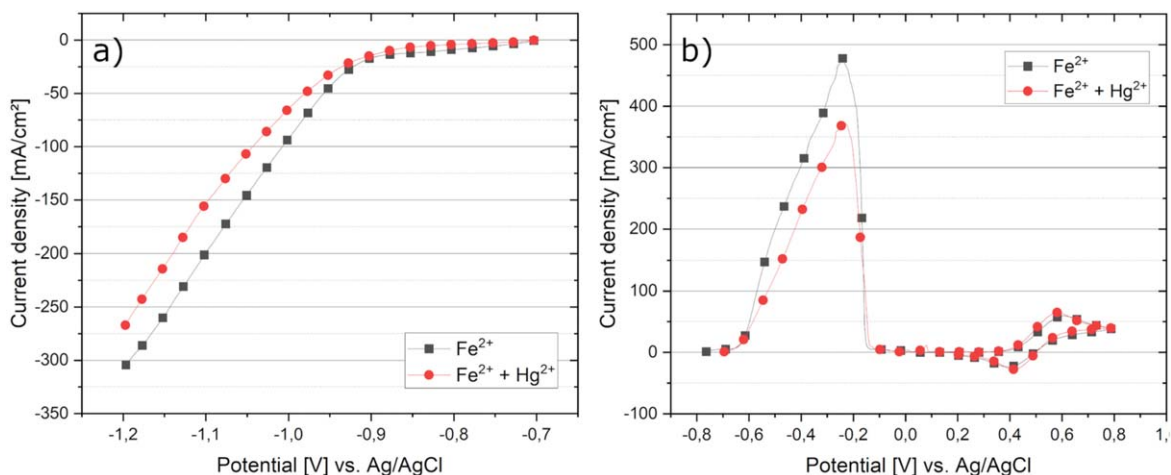 a)
0
-50
-100
-150
-200
-250
-300
-350
Current density [mA/cm²]
Fe²⁺
Fe²⁺ + Hg²⁺
-1,2 -1,1 -1,0 -0,9 -0,8 -0,7
Potential [V] vs. Ag/AgCl
b)
500
400
300
200
100
0
-100
Current density [mA/cm²]
Fe²⁺
Fe²⁺ + Hg²⁺
-0,8 -0,6 -0,4 -0,2 0,0 0,2 0,4 0,6 0,8 1,
Potential [V] vs. Ag/AgCl